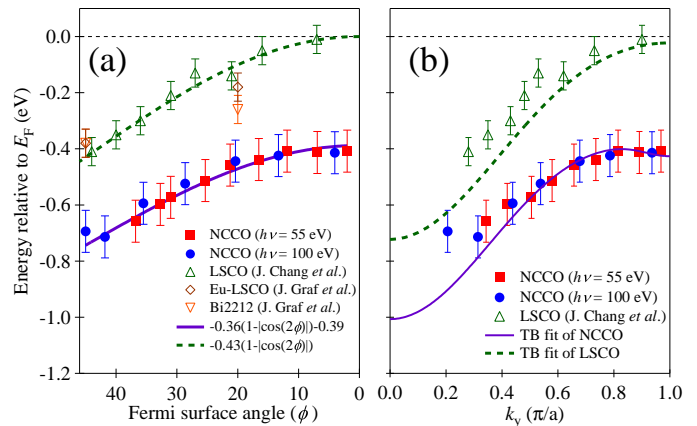 (a)
(b)
Energy relative to E_F (eV)
0.0
-0.2
-0.4
-0.6
-0.8
-1.0
-1.2
NCCO (hν = 55 eV)
NCCO (hν = 100 eV)
LSCO (J. Chang et al.)
Eu-LSCO (J. Graf et al.)
Bi2212 (J. Graf et al.)
-0.36(1-|cos(2ϕ)|)-0.39
-0.43(1-|cos(2ϕ)|)
NCCO (hν = 55 eV)
NCCO (hν = 100 eV)
LSCO (J. Chang et al.)
TB fit of NCCO
TB fit of LSCO
40 30 20 10 0
Fermi surface angle (ϕ)
0.0 0.2 0.4 0.6 0.8 1.0
k_y (π/a)